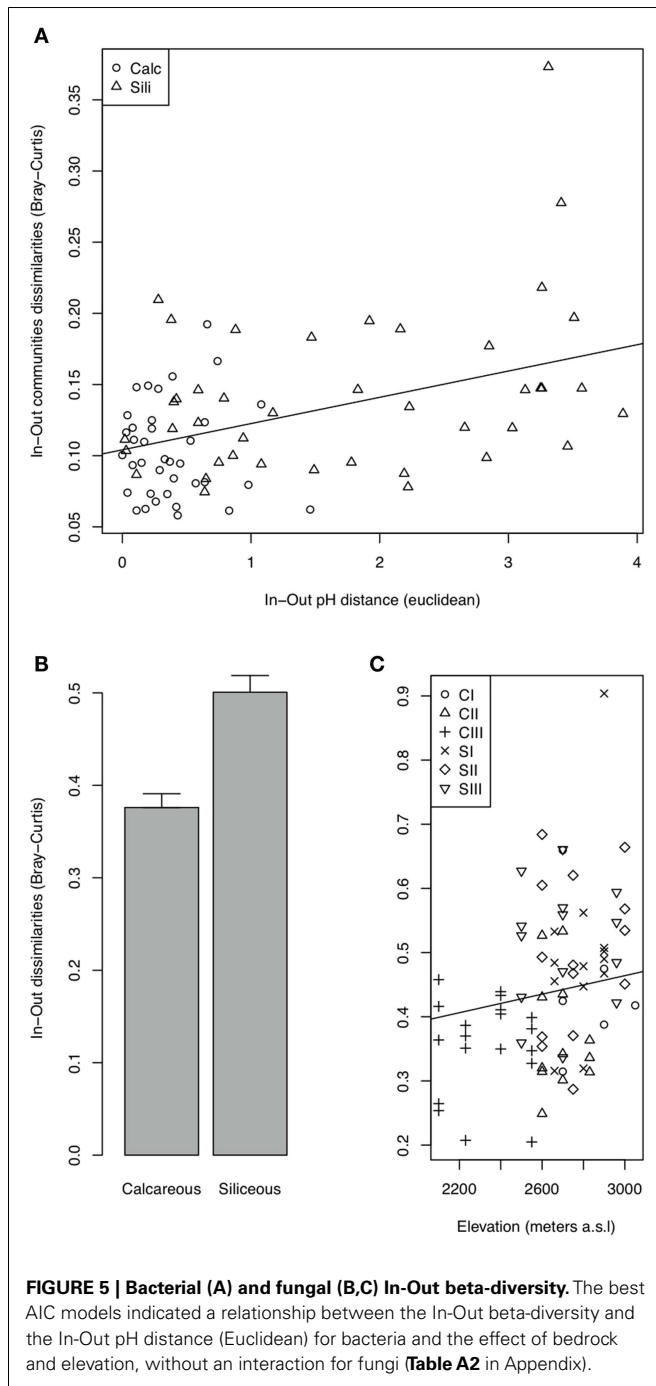 A
Calc
Sili
0.35
0.30
0.25
0.20
0.15
0.10
0.05
In−Out communities dissimilarities (Bray−Curtis)
0 1 2 3 4
In−Out pH distance (euclidean)
B
0.5
0.4
0.3
0.2
0.1
0.0
In−Out dissimilarities (Bray−Curtis)
Calcareous Siliceous
C
CI
CII
CIII
SI
SII
SIII
0.9
0.8
0.7
0.6
0.5
0.4
0.3
0.2
2200 2600 3000
Elevation (meters a.s.l)
FIGURE 5 | Bacterial (A) and fungal (B,C) In-Out beta-diversity. The best
AIC models indicated a relationship between the In-Out beta-diversity and
the In-Out pH distance (Euclidean) for bacteria and the effect of bedrock
and elevation, without an interaction for fungi (Table A2 in Appendix).